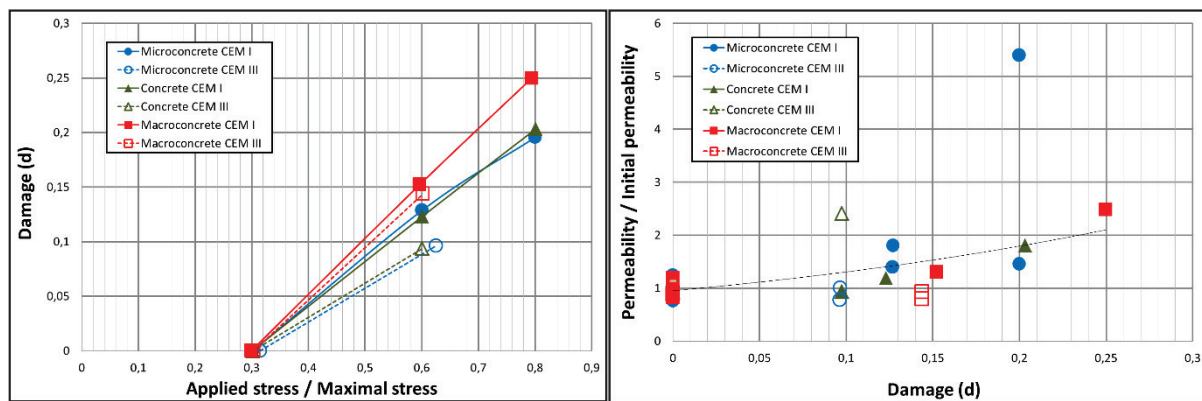 0,3
0,25
0,2
0,15
0,1
0,05
0
Damage (d)
Microconcrete CEM I
Microconcrete CEM III
Concrete CEM I
Concrete CEM III
Macroconcrete CEM I
Macroconcrete CEM III
0 0,1 0,2 0,3 0,4 0,5 0,6 0,7 0,8 0,9
Applied stress / Maximal stress
6
5
4
3
2
1
0
Permeability / Initial permeability
Microconcrete CEM I
Microconcrete CEM III
Concrete CEM I
Concrete CEM III
Macroconcrete CEM I
Macroconcrete CEM III
0 0,05 0,1 0,15 0,2 0,25 0,3
Damage (d)